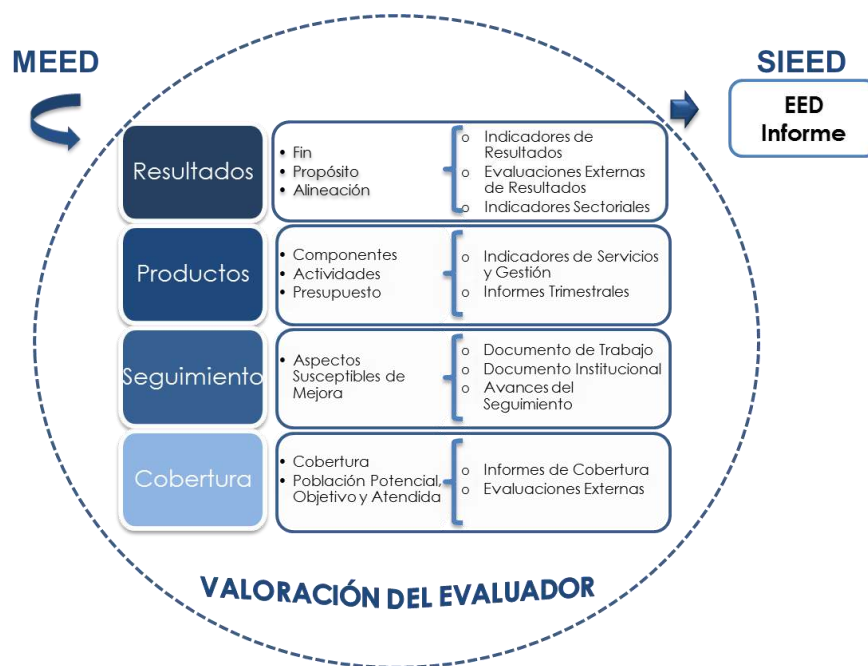 MEED
SIEED
EED
Informe
Resultados
• Fin
• Propósito
• Alineación
o Indicadores de
Resultados
o Evaluaciones Externas
de Resultados
o Indicadores Sectoriales
Productos
• Componentes
• Actividades
• Presupuesto
o Indicadores de Servicios
y Gestión
o Informes Trimestrales
Seguimiento
• Aspectos
Susceptibles de
Mejora
o Documento de Trabajo
o Documento Institucional
o Avances del
Seguimiento
Cobertura
• Cobertura
• Población Potencial,
Objetivo y Atendida
o Informes de Cobertura
o Evaluaciones Externas
VALORACIÓN DEL EVALUADOR